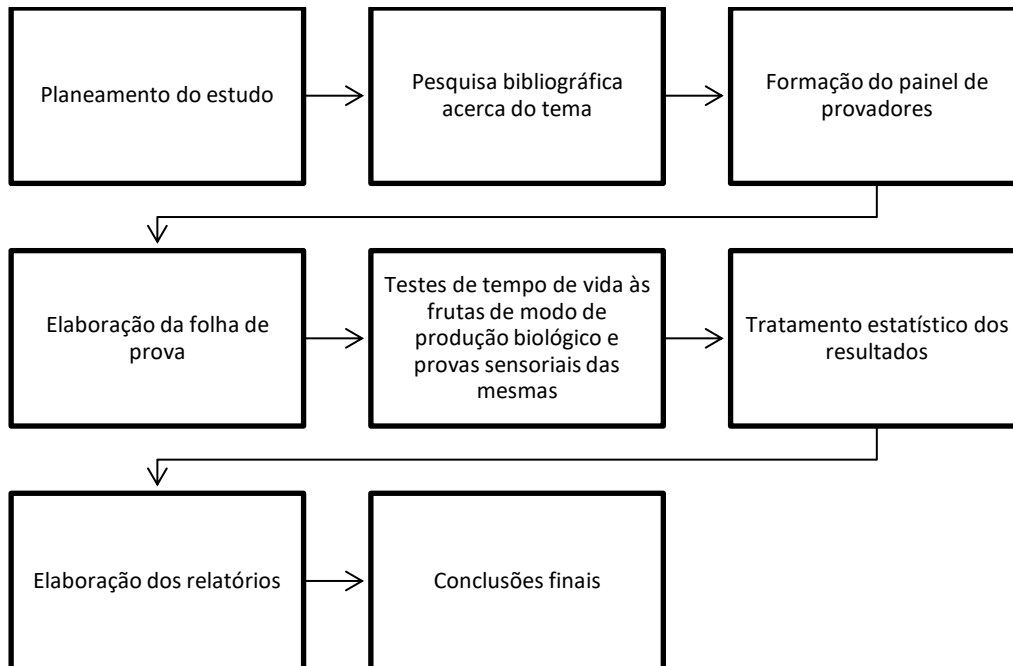 Planeamento do estudo
Pesquisa bibliográfica
acerca do tema
Formação do painel de
provadores
Elaboração da folha de
prova
Testes de tempo de vida às
frutas de modo de
produção biológico e
provas sensoriais das
mesmas
Tratamento estatístico dos
resultados
Elaboração dos relatórios
Conclusões finais